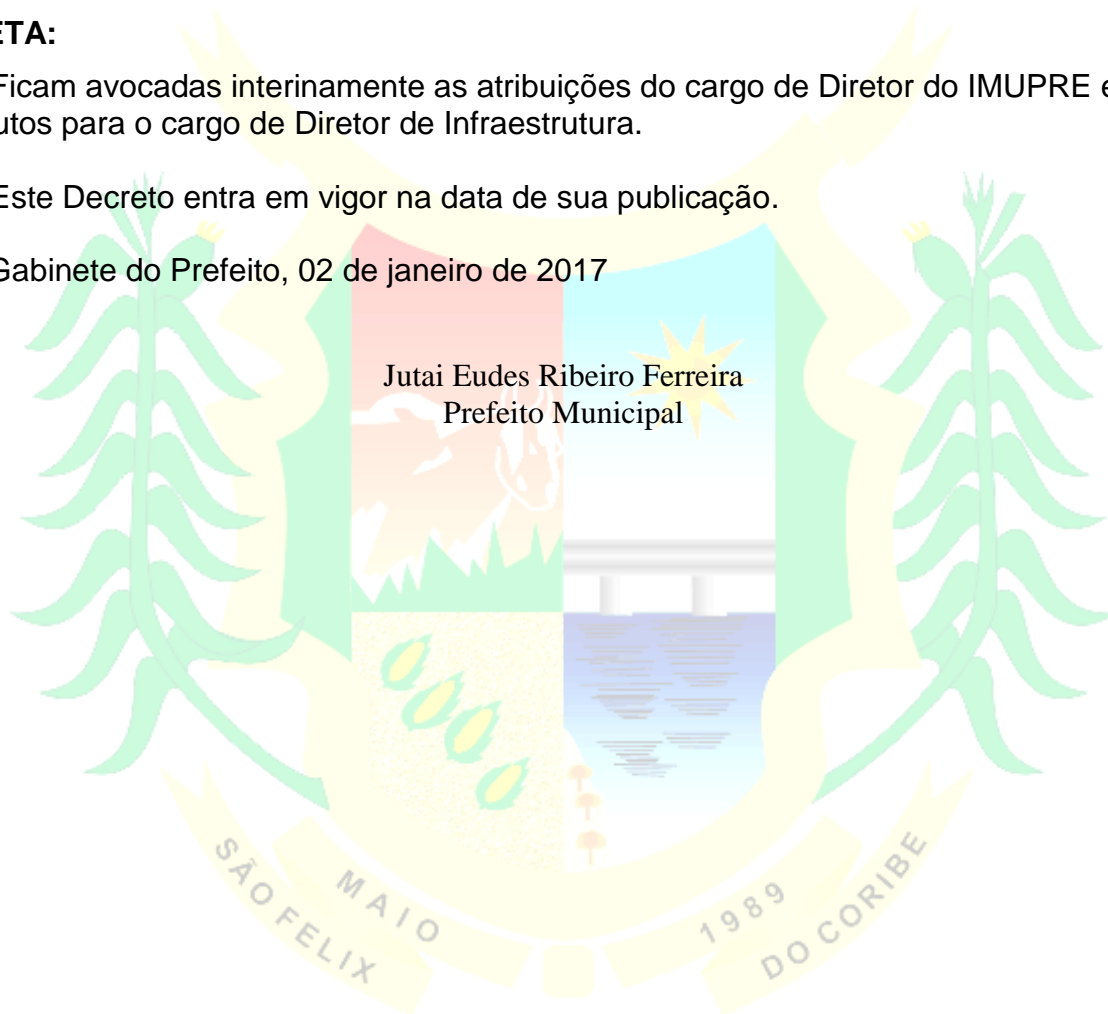 ETA:
Ficam avocadas interinamente as atribuições do cargo de Diretor do IMUPRE e
utos para o cargo de Diretor de Infraestrutura.
Este Decreto entra em vigor na data de sua publicação.
Gabinete do Prefeito, 02 de janeiro de 2017
Jutai Eudes Ribeiro Ferreira
Prefeito Municipal
SÃO FELIX
MAIO
1989
DO CORIBE